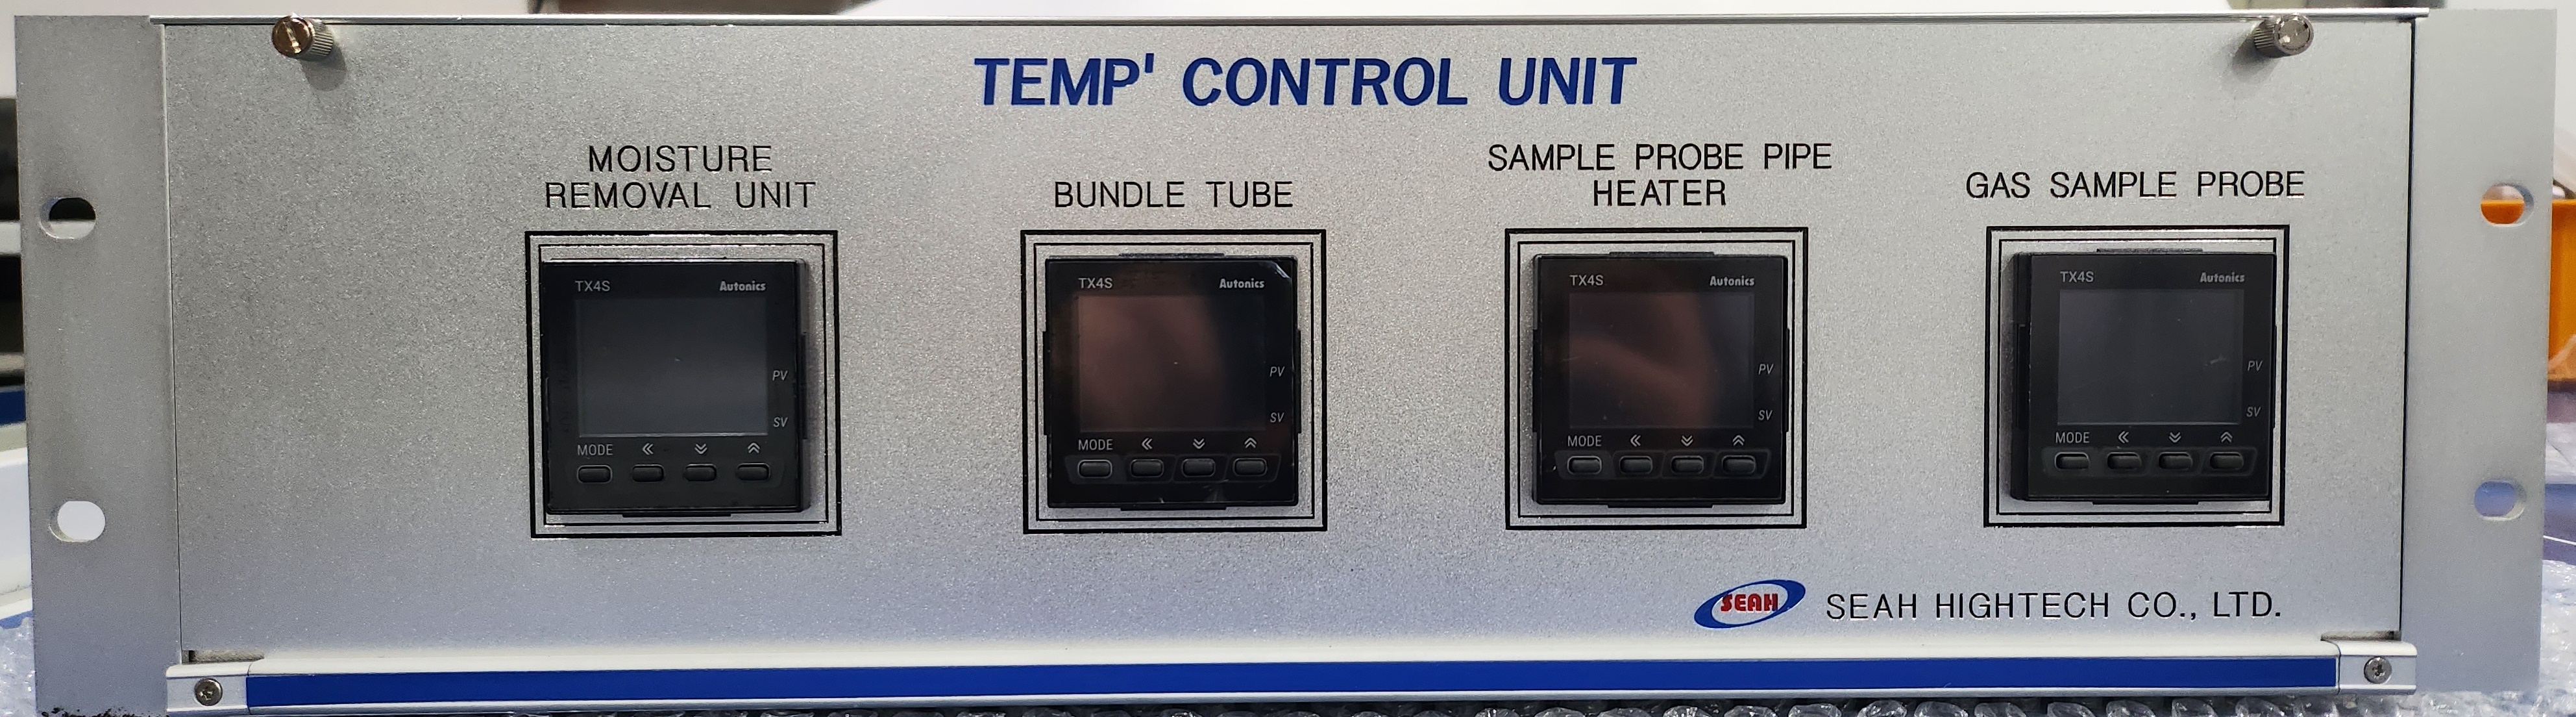 TEMP' CONTROL UNIT
MOISTURE
REMOVAL UNIT
BUNDLE TUBE
SAMPLE PROBE PIPE
HEATER
GAS SAMPLE PROBE
TX4S Autonics
PV
SV
MODE
TX4S Autonics
PV
SV
MODE
TX4S Autonics
PV
SV
MODE
TX4S Autonics
PV
SV
MODE
SEAH SEAH HIGHTECH CO., LTD.